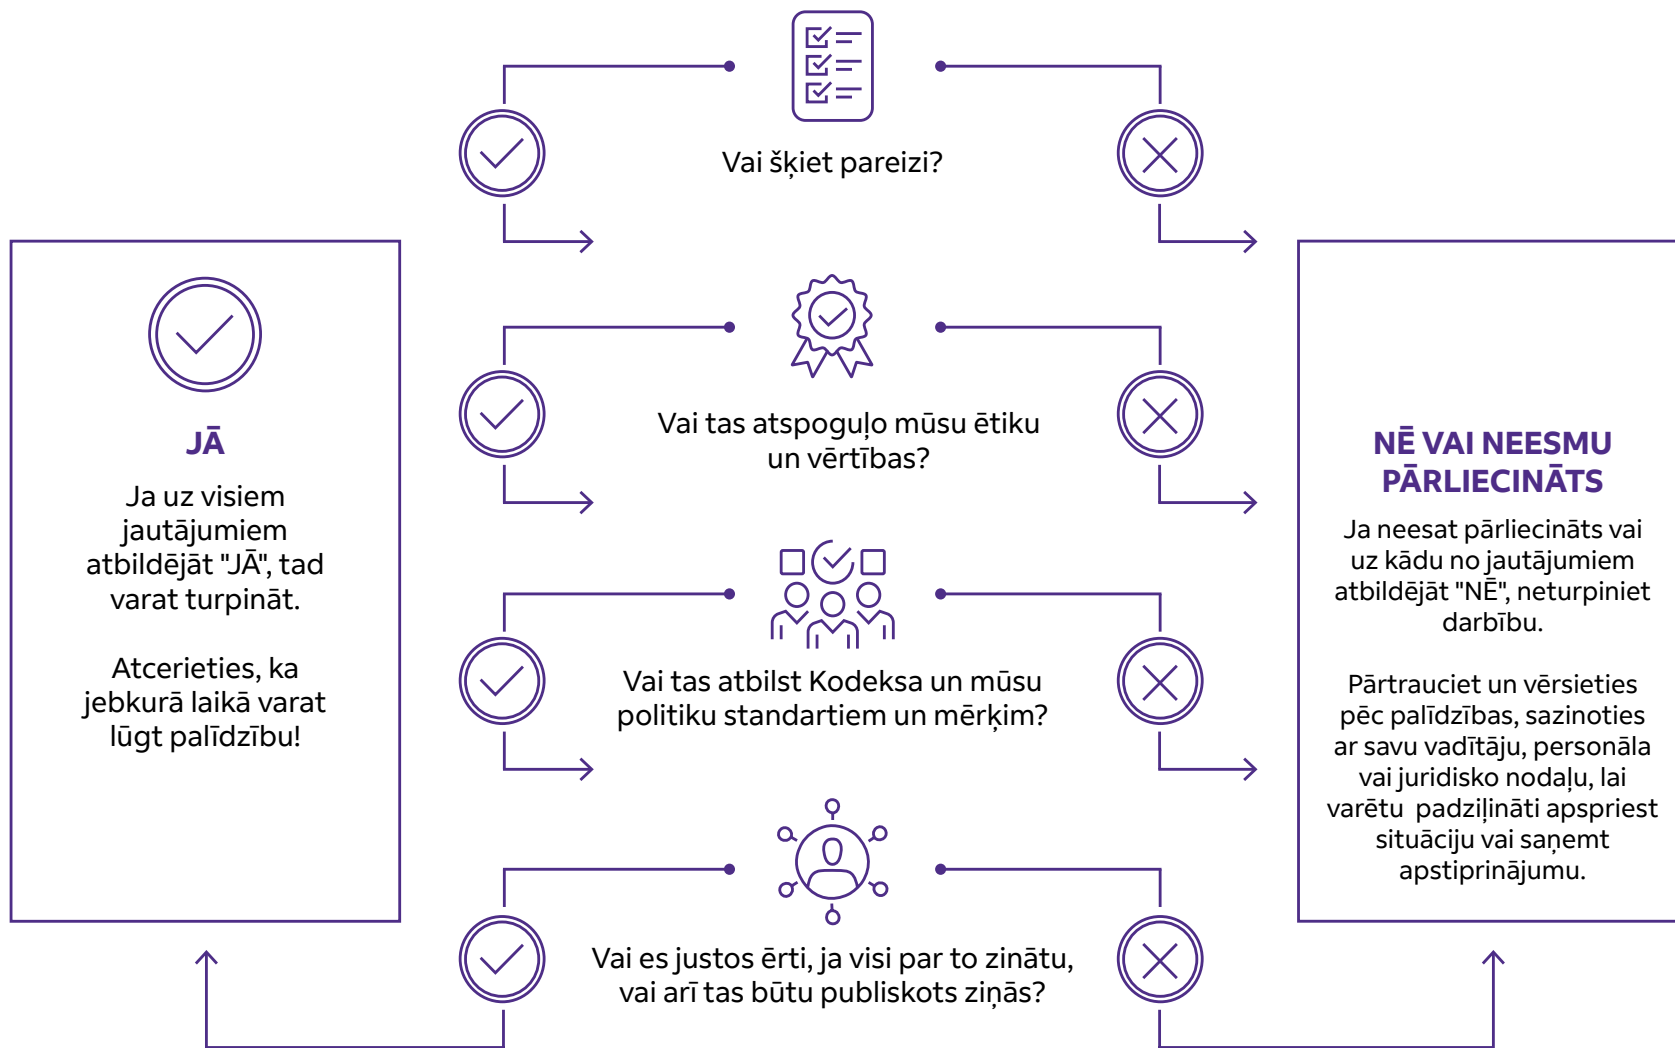 Vai šķiet pareizi?
JĀ
Ja uz visiem
jautājumiem
atbildējāt "JĀ", tad
varat turpināt.
Atcerieties, ka
jebkurā laikā varat
lūgt palīdzību!
Vai tas atspoguļo mūsu ētiku
un vērtības?
Vai tas atbilst Kodeksa un mūsu
politiku standartiem un mērķim?
Vai es justos ērti, ja visi par to zinātu,
vai arī tas būtu publiskots ziņās?
NĒ VAI NEESMU
PĀRLIECINĀTS
Ja neesat pārliecināts vai
uz kādu no jautājumiem
atbildējāt "NĒ", neturpiniet
darbību.
Pārtrauciet un vērsieties
pēc palīdzības, sazinoties
ar savu vadītāju, personāla
vai juridisko nodaļu, lai
varētu  padziļināti apspriest
situāciju vai saņemt
apstiprinājumu.